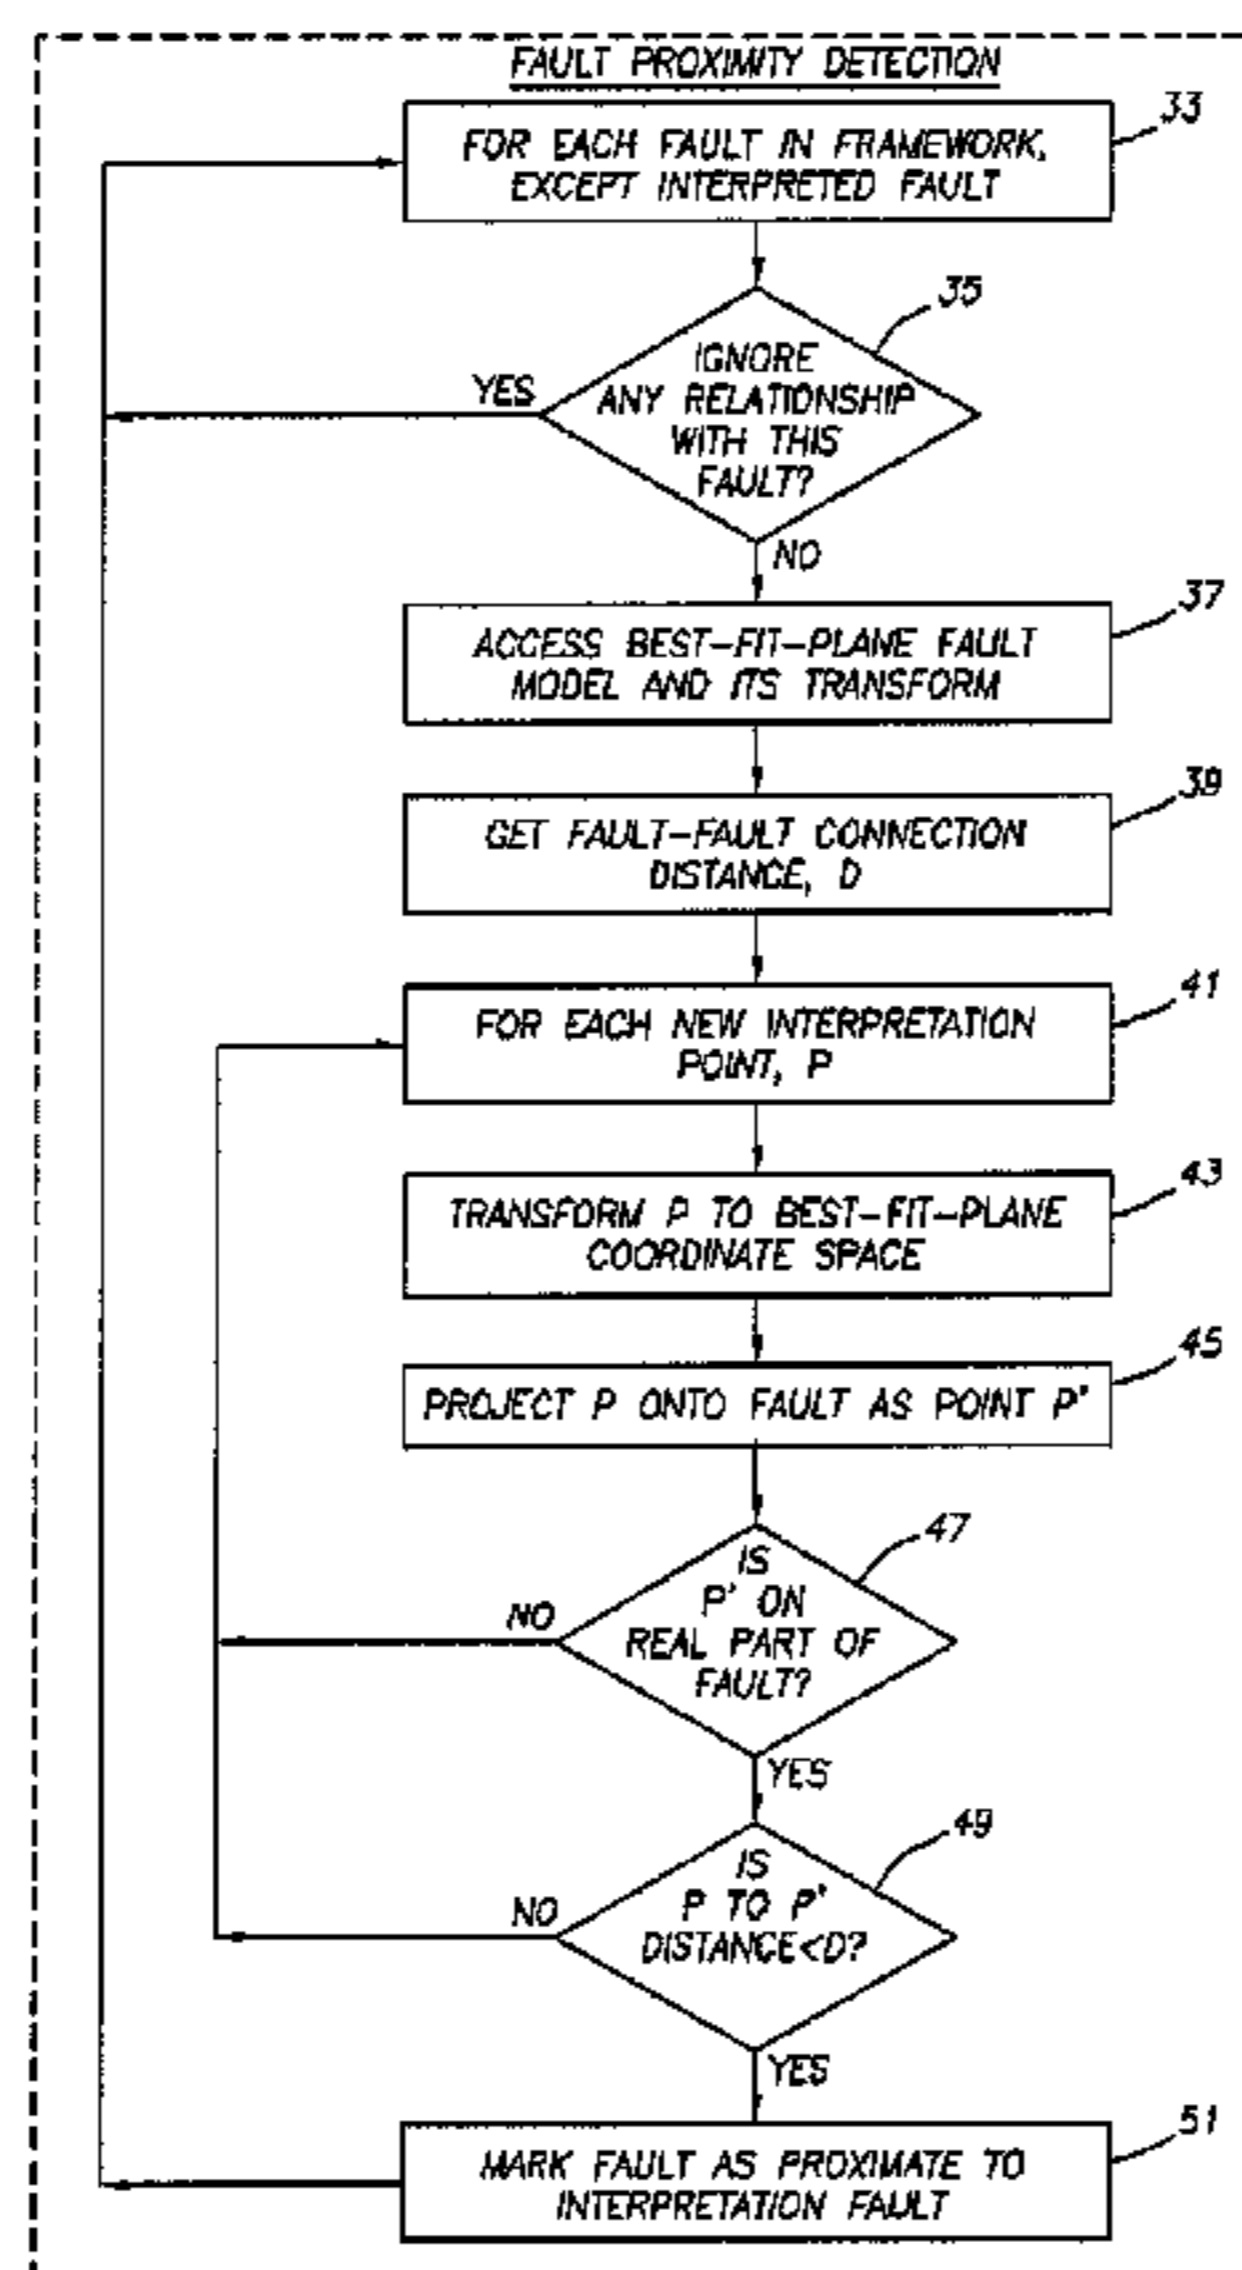 FAULT PROXIMITY DETECTION
33
FOR EACH FAULT IN FRAMEWORK,
EXCEPT INTERPRETED FAULT
35
IGNORE
ANY RELATIONSHIP
WITH THIS
FAULT?
YES
NO
37
ACCESS BEST-FIT-PLANE FAULT
MODEL AND ITS TRANSFORM
39
GET FAULT-FAULT CONNECTION
DISTANCE, D
41
FOR EACH NEW INTERPRETATION
POINT, P
43
TRANSFORM P TO BEST-FIT-PLANE
COORDINATE SPACE
45
PROJECT P ONTO FAULT AS POINT P'
47
IS
P' ON
REAL PART OF
FAULT?
NO
YES
49
IS
P TO P'
DISTANCE<D?
NO
YES
51
MARK FAULT AS PROXIMATE TO
INTERPRETATION FAULT